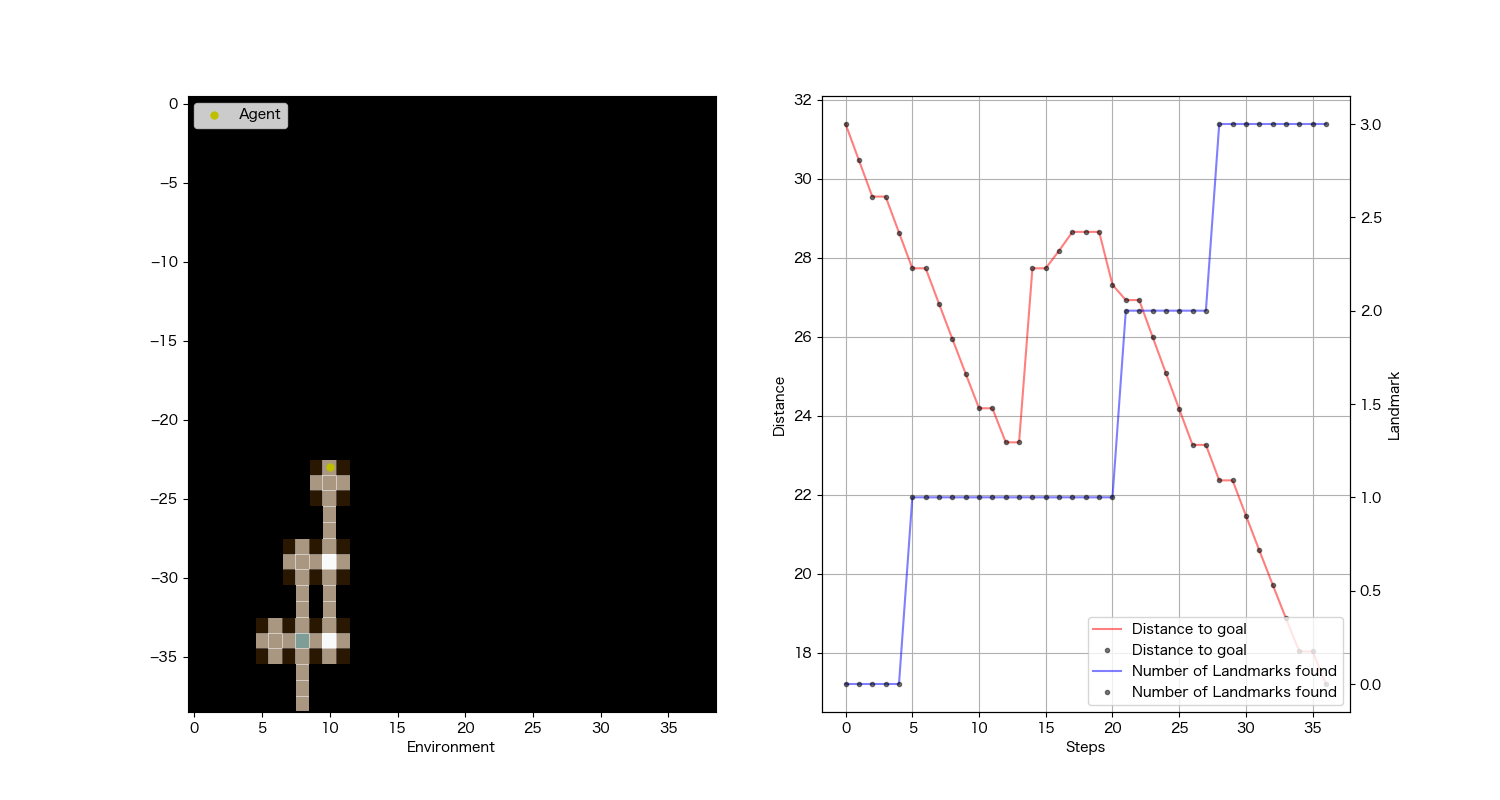 Agent
0
−5
−10
−15
−20
−25
−30
−35
0 5 10 15 20 25 30 35
Environment
32
30
28
26
24
22
20
18
Distance
0 5 10 15 20 25 30 35
Steps
3.0
2.5
2.0
1.5
1.0
0.5
0.0
Landmark
Distance to goal
Distance to goal
Number of Landmarks found
Number of Landmarks found